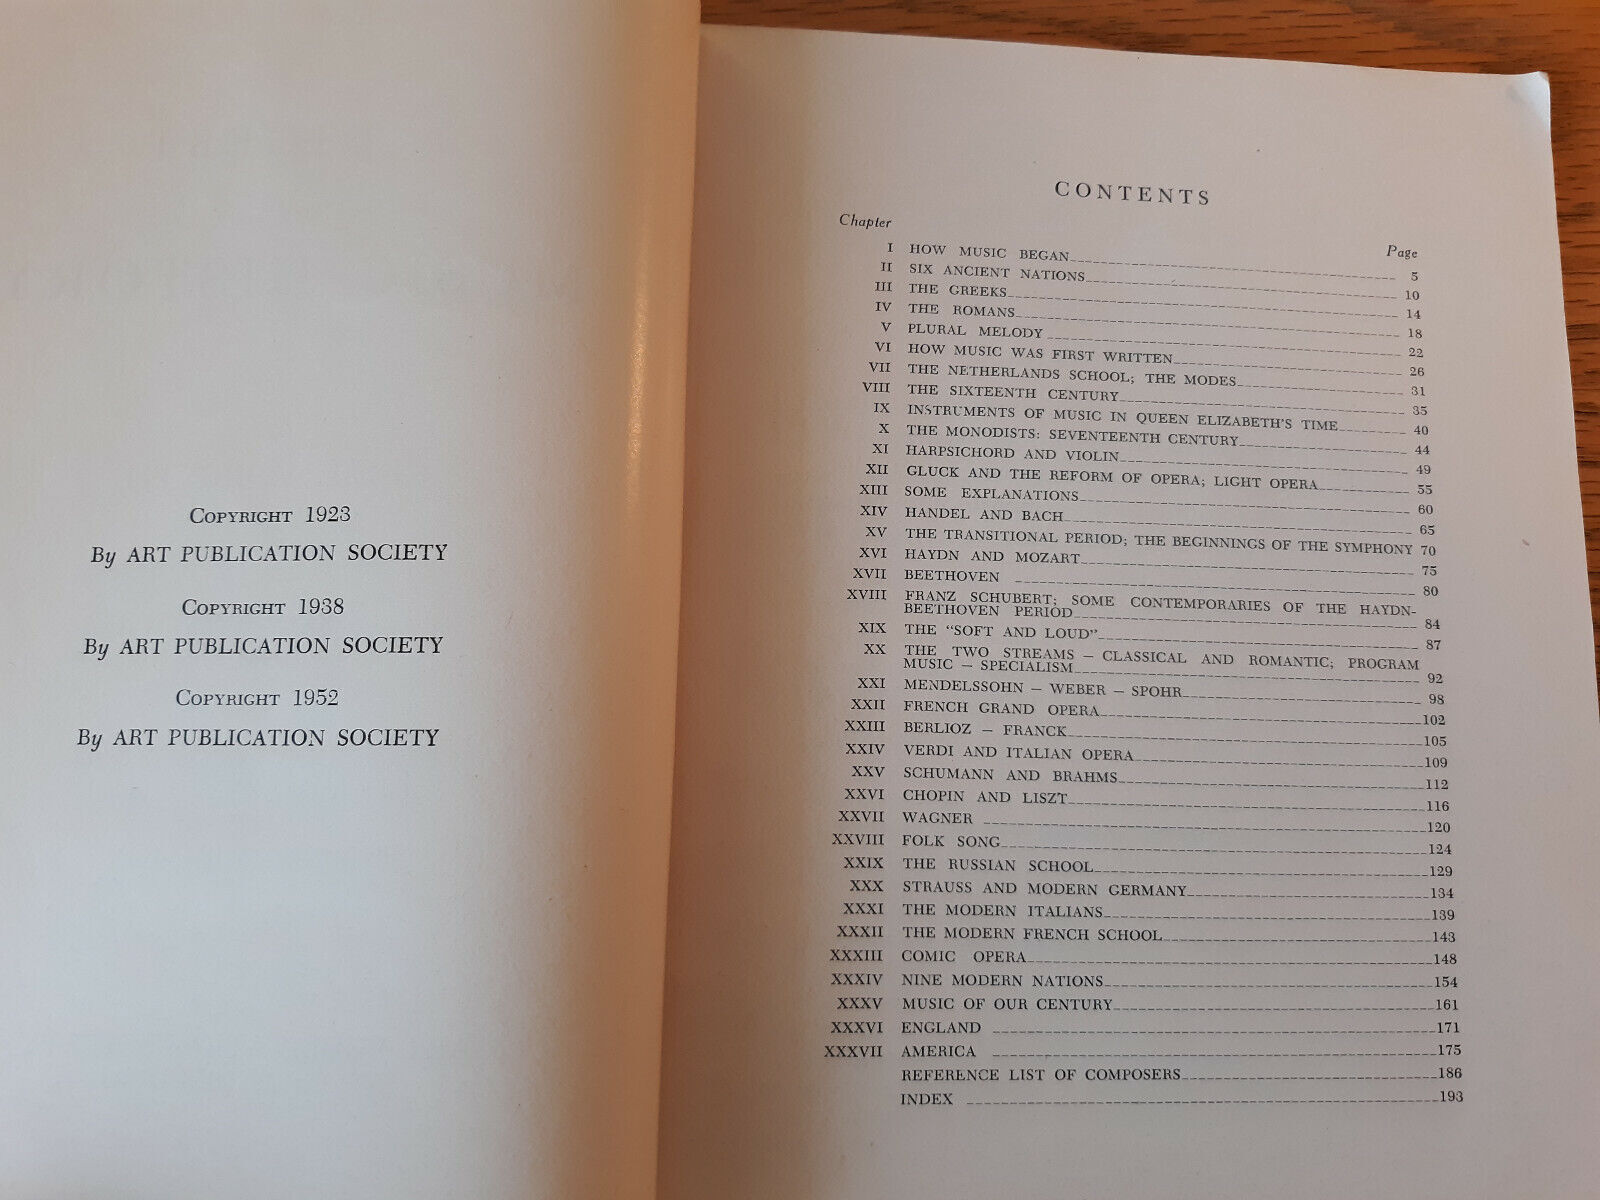 COPYRIGHT 1923
By ART PUBLICATION SOCIETY
COPYRIGHT 1938
By ART PUBLICATION SOCIETY
COPYRIGHT 1952
By ART PUBLICATION SOCIETY
CONTENTS
Chapter Page
I HOW MUSIC BEGAN 5
II SIX ANCIENT NATIONS 10
III THE GREEKS 14
IV THE ROMANS 18
V PLURAL MELODY 22
VI HOW MUSIC WAS FIRST WRITTEN 26
VII THE NETHERLANDS SCHOOL; THE MODES 31
VIII THE SIXTEENTH CENTURY 35
IX INSTRUMENTS OF MUSIC IN QUEEN ELIZABETH'S TIME 40
X THE MONODISTS: SEVENTEENTH CENTURY 44
XI HARPSICHORD AND VIOLIN 49
XII GLUCK AND THE REFORM OF OPERA; LIGHT OPERA 55
XIII SOME EXPLANATIONS 60
XIV HANDEL AND BACH 65
XV THE TRANSITIONAL PERIOD; THE BEGINNINGS OF THE SYMPHONY 70
XVI HAYDN AND MOZART 75
XVII BEETHOVEN 80
XVIII FRANZ SCHUBERT; SOME CONTEMPORARIES OF THE HAYDN-
BEETHOVEN PERIOD 84
XIX THE "SOFT AND LOUD" 87
XX THE TWO STREAMS – CLASSICAL AND ROMANTIC; PROGRAM
MUSIC – SPECIALISM 92
XXI MENDELSSOHN – WEBER – SPOHR 98
XXII FRENCH GRAND OPERA 102
XXIII BERLIOZ – FRANCK 105
XXIV VERDI AND ITALIAN OPERA 109
XXV SCHUMANN AND BRAHMS 112
XXVI CHOPIN AND LISZT 116
XXVII WAGNER 120
XXVIII FOLK SONG 124
XXIX THE RUSSIAN SCHOOL 129
XXX STRAUSS AND MODERN GERMANY 134
XXXI THE MODERN ITALIANS 139
XXXII THE MODERN FRENCH SCHOOL 143
XXXIII COMIC OPERA 148
XXXIV NINE MODERN NATIONS 154
XXXV MUSIC OF OUR CENTURY 161
XXXVI ENGLAND 171
XXXVII AMERICA 175
REFERENCE LIST OF COMPOSERS 186
INDEX 193